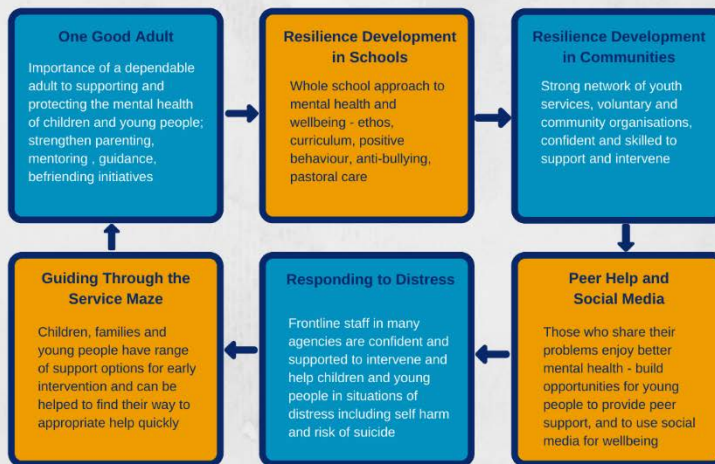 One Good Adult
Importance of a dependable
adult to supporting and
protecting the mental health
of children and young people;
strengthen parenting,
mentoring , guidance,
befriending initiatives
Resilience Development
in Schools
Whole school approach to
mental health and
wellbeing - ethos,
curriculum, positive
behaviour, anti-bullying,
pastoral care
Resilience Development
in Communities
Strong network of youth
services, voluntary and
community organisations,
confident and skilled to
support and intervene
Peer Help and
Social Media
Those who share their
problems enjoy better
mental health - build
opportunities for young
people to provide peer
support, and to use social
media for wellbeing
Responding to Distress
Frontline staff in many
agencies are confident and
supported to intervene and
help children and young
people in situations of
distress including self harm
and risk of suicide
Guiding Through the
Service Maze
Children, families and
young people have range
of support options for early
intervention and can be
helped to find their way to
appropriate help quickly